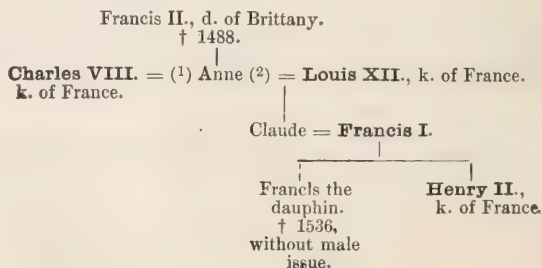 Francis II., d. of Brittany.
† 1488.
Charles VIII. = (1) Anne (2) = Louis XII., k. of France.
k. of France.
Claude = Francis I.
Francis the
dauphin.
† 1536,
without male
issue.
Henry II.,
k. of France.